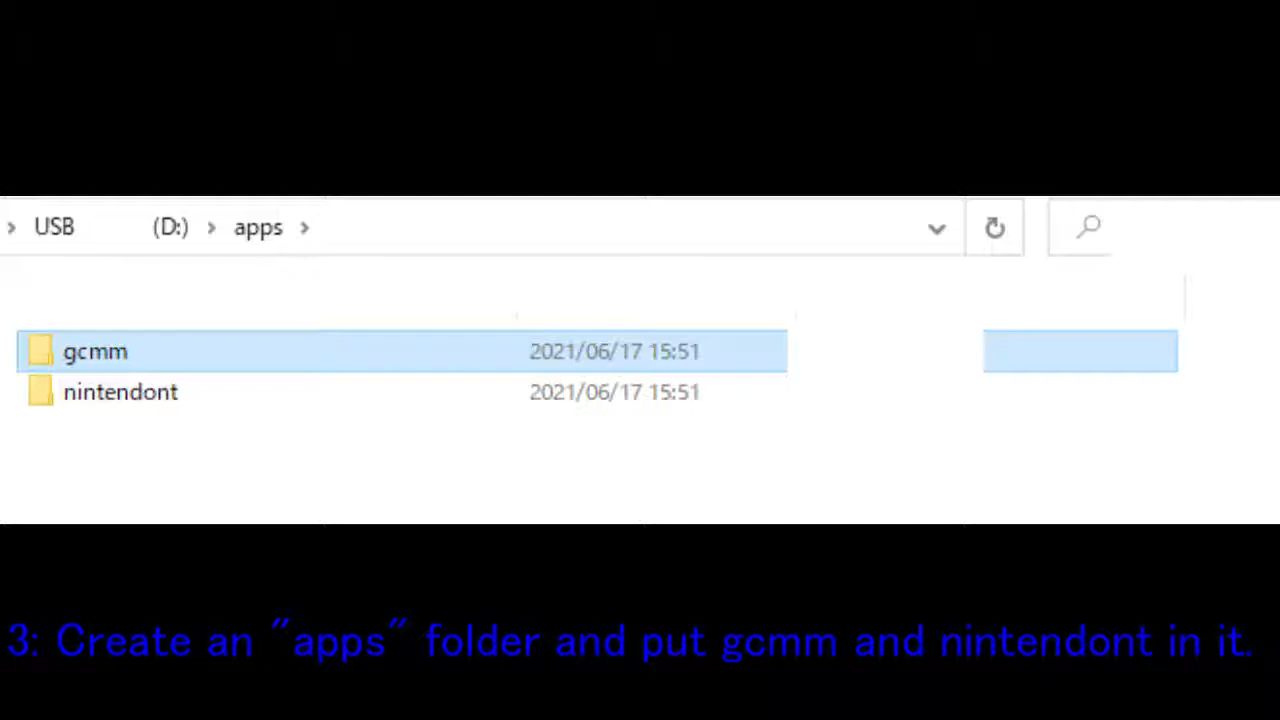 USB (D:) > apps >
gcmm 2021/06/17 15:51
nintendont 2021/06/17 15:51
3: Create an "apps" folder and put gcmm and nintendont in it.